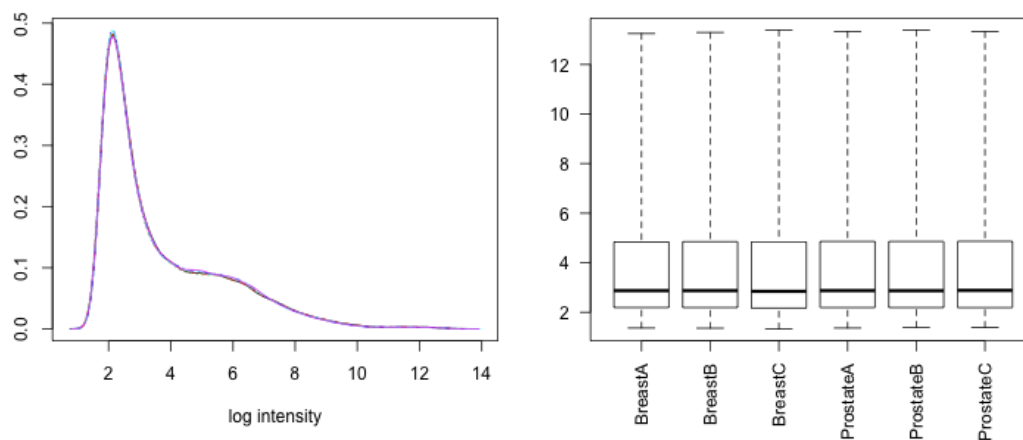 0.5
0.4
0.3
0.2
0.1
0.0
2 4 6 8 10 12 14
log intensity
12
10
8
6
4
2
BreastA
BreastB
BreastC
ProstateA
ProstateB
ProstateC